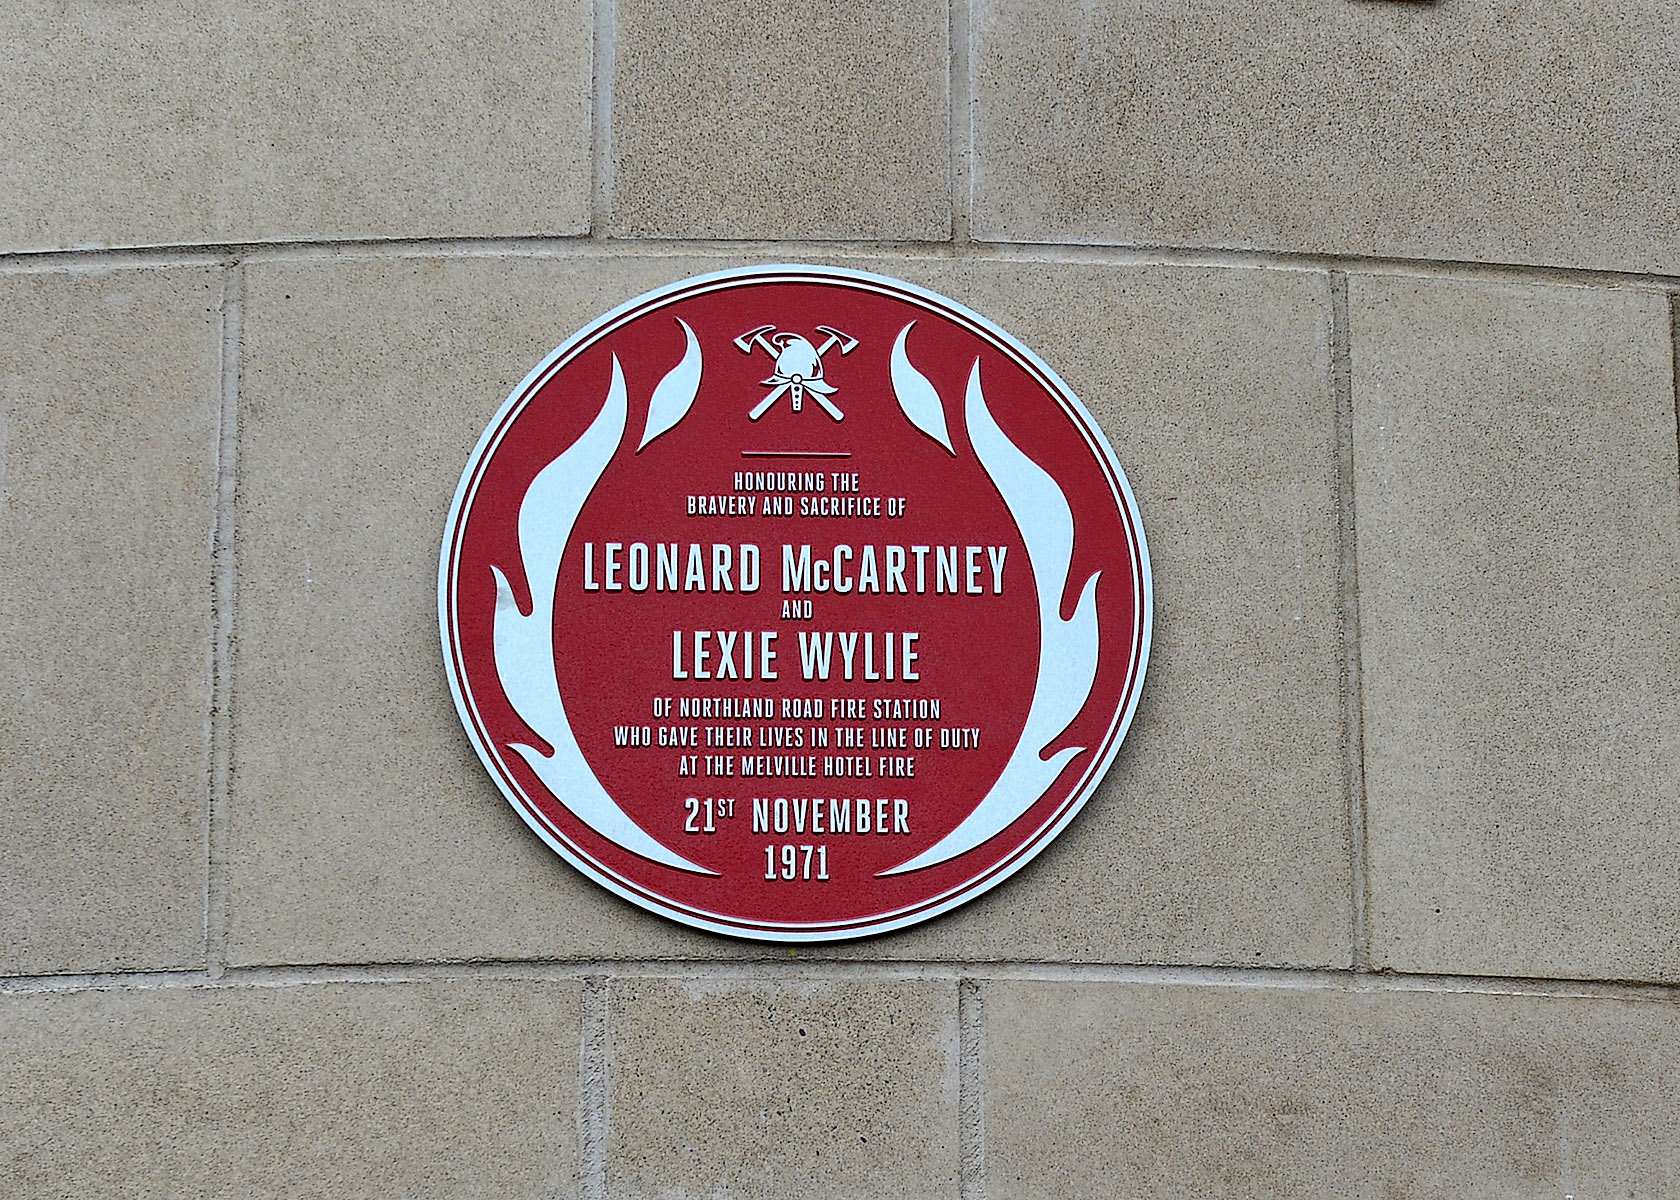 HONOURING THE
BRAVERY AND SACRIFICE OF
LEONARD McCARTNEY
AND
LEXIE WYLIE
OF NORTHLAND ROAD FIRE STATION
WHO GAVE THEIR LIVES IN THE LINE OF DUTY
AT THE MELVILLE HOTEL FIRE
21ST NOVEMBER
1971